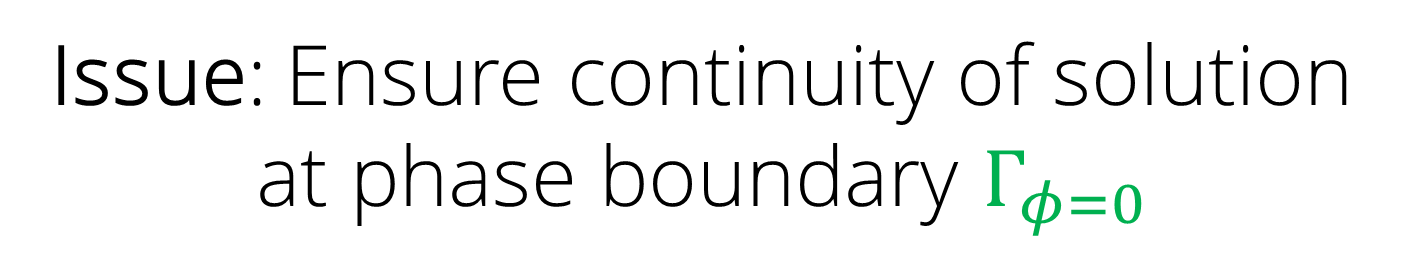 Issue: Ensure continuity of solution
at phase boundary Γ_{ϕ=0}